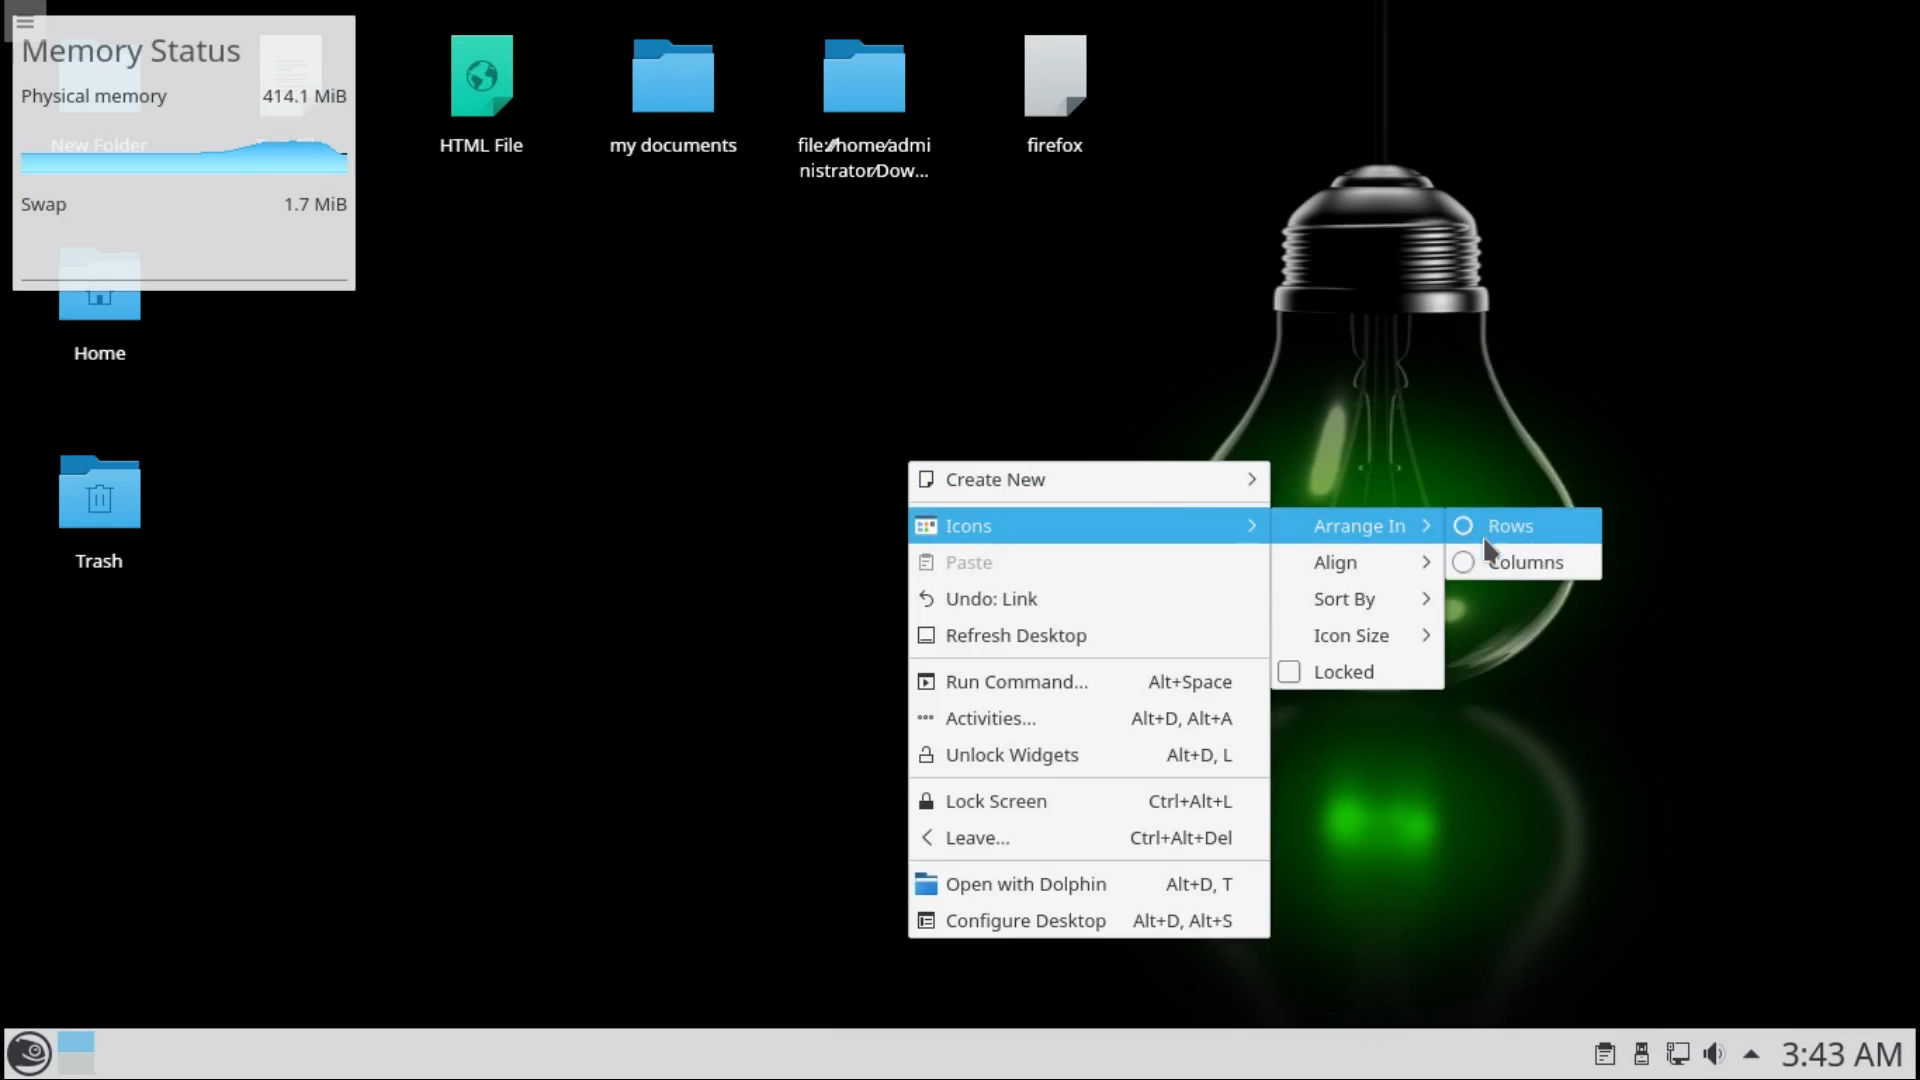 Memory Status
Physical memory 414.1 MiB
New Folder
Swap 1.7 MiB
HTML File
my documents
file:⁄⁄home⁄admi
nistrator⁄Dow...
firefox
Home
Trash
Create New
Icons
Paste
Undo: Link
Refresh Desktop
Run Command... Alt+Space
Activities... Alt+D, Alt+A
Unlock Widgets Alt+D, L
Lock Screen Ctrl+Alt+L
Leave... Ctrl+Alt+Del
Open with Dolphin Alt+D, T
Configure Desktop Alt+D, Alt+S
Arrange In
Align
Sort By
Icon Size
Locked
Rows
Columns
3:43 AM